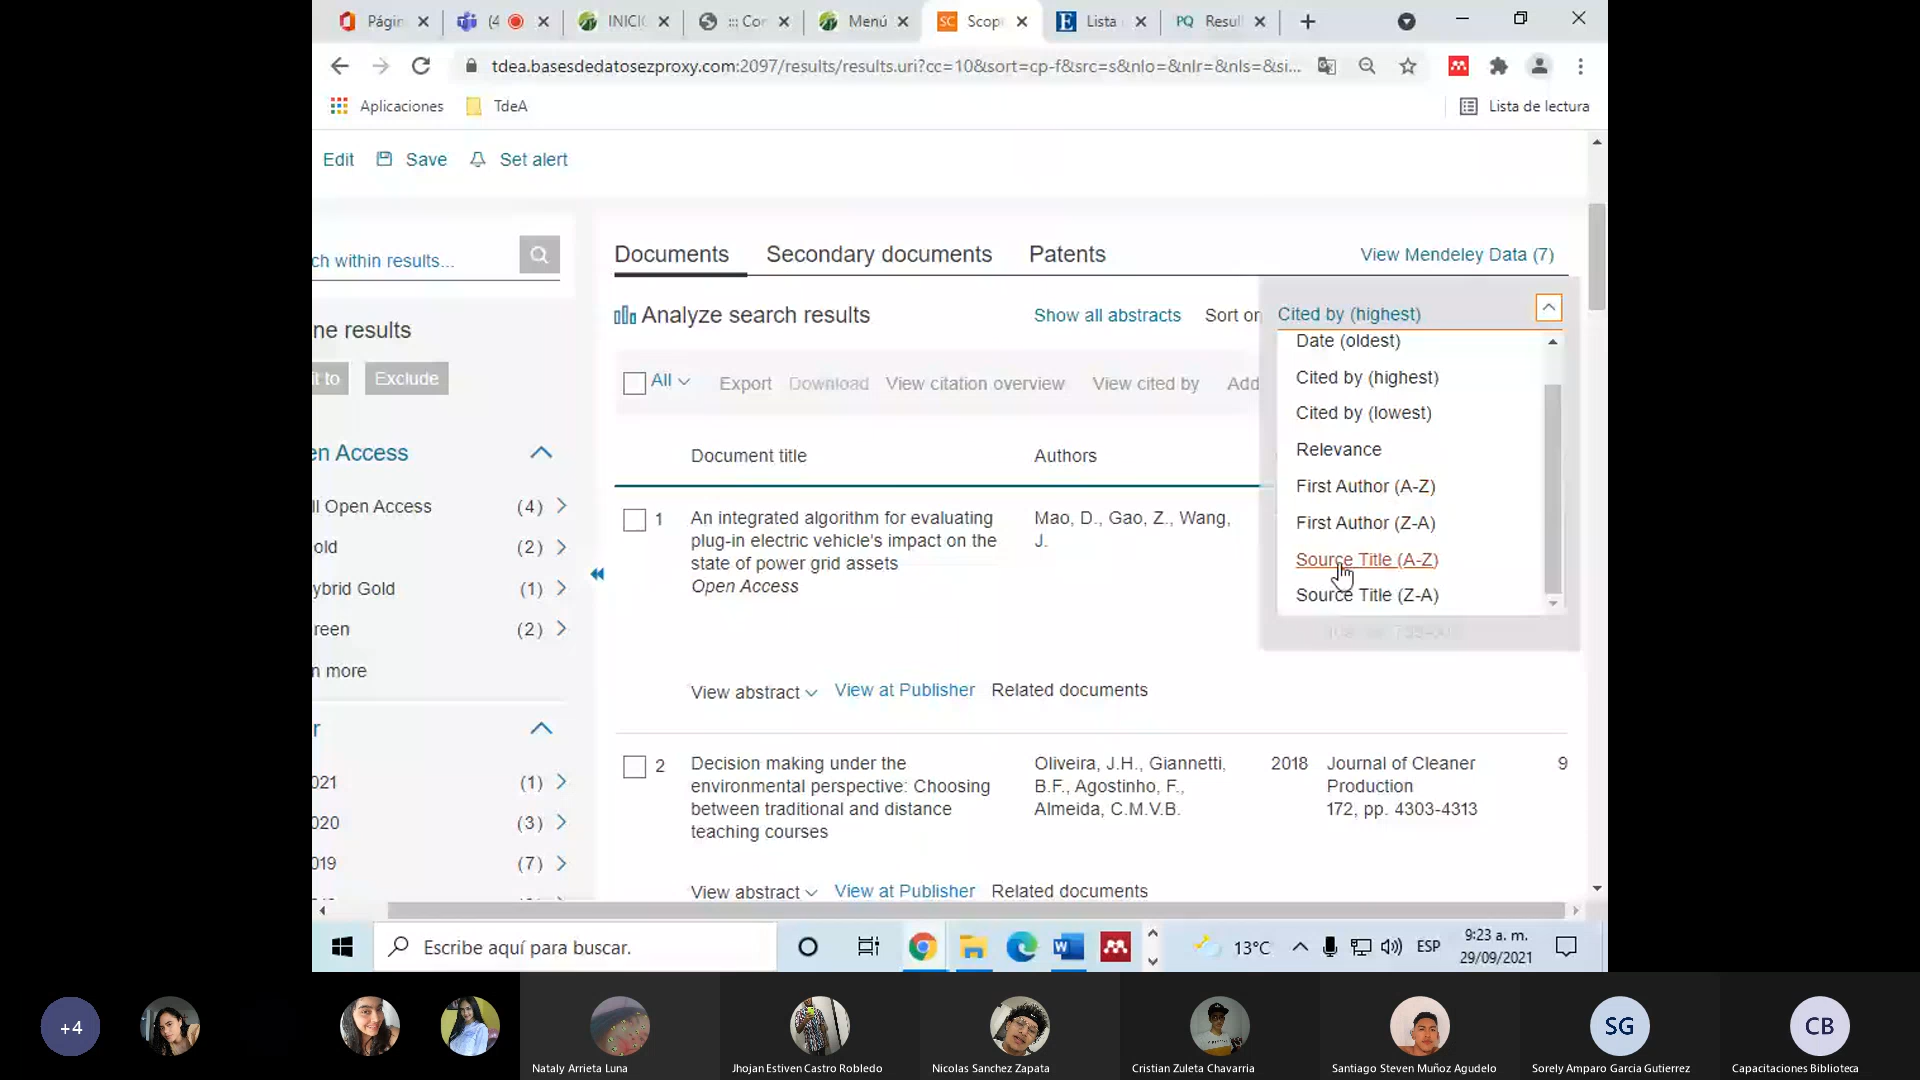 Págin
(4
INICI
::: Cor
Menú
SC
Scop
E
Lista
PQ
Resul
tdea.basesdedatosezproxy.com:2097/results/results.uri?cc=10&sort=cp-f&src=s&nlo=&nlr=&nls=&si...
Aplicaciones
TdeA
Lista de lectura
Edit
Save
Set alert
ch within results...
Documents
Secondary documents
Patents
View Mendeley Data (7)
ne results
Analyze search results
Show all abstracts
Sort on
Cited by (highest)
Date (oldest)
Cited by (highest)
Cited by (lowest)
Relevance
First Author (A-Z)
First Author (Z-A)
Source Title (A-Z)
Source Title (Z-A)
it to
Exclude
All
Export
Download
View citation overview
View cited by
Add
en Access
ll Open Access
(4)
old
(2)
ybrid Gold
(1)
reen
(2)
n more
r
021
(1)
020
(3)
019
(7)
Document title
Authors
1
An integrated algorithm for evaluating
plug-in electric vehicle's impact on the
state of power grid assets
Open Access
Mao, D., Gao, Z., Wang,
J.
View abstract
View at Publisher
Related documents
2
Decision making under the
environmental perspective: Choosing
between traditional and distance
teaching courses
Oliveira, J.H., Giannetti,
B.F., Agostinho, F.,
Almeida, C.M.V.B.
2018
Journal of Cleaner
Production
172, pp. 4303-4313
9
View abstract
View at Publisher
Related documents
Escribe aquí para buscar.
13°C
ESP
9:23 a. m.
29/09/2021
+4
SG
CB
Nataly Arrieta Luna
Jhojan Estiven Castro Robledo
Nicolas Sanchez Zapata
Cristian Zuleta Chavarria
Santiago Steven Muñoz Agudelo
Sorely Amparo Garcia Gutierrez
Capacitaciones Biblioteca